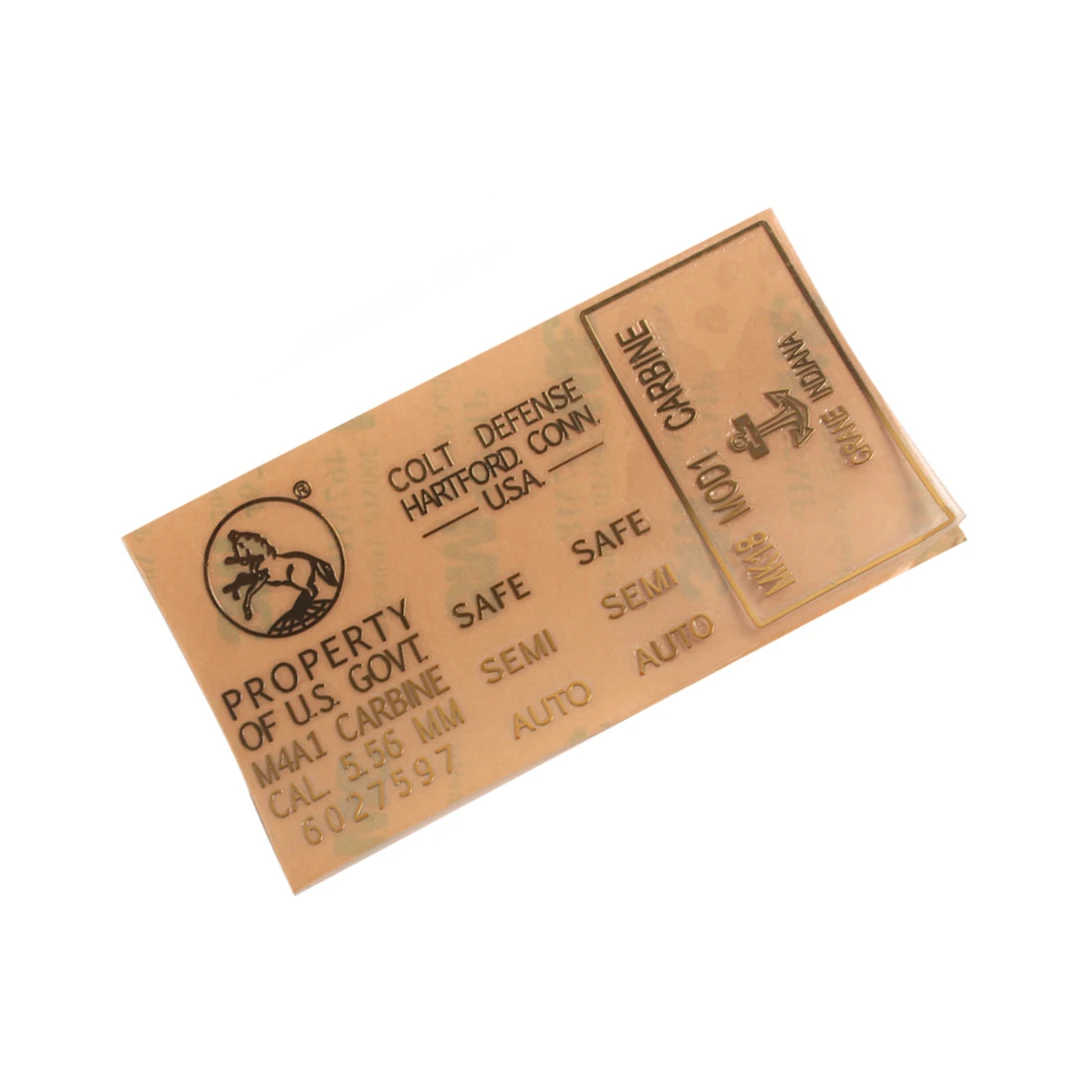 ®
PROPERTY
OF U.S. GOVT.
M4A1 CARBINE
CAL. 5.56 MM
6027597
COLT DEFENSE
HARTFORD. CONN.
U.S.A.
SAFE
SEMI
AUTO
SAFE
SEMI
AUTO
MK18 MOD1 CARBINE
CRANE INDIANA